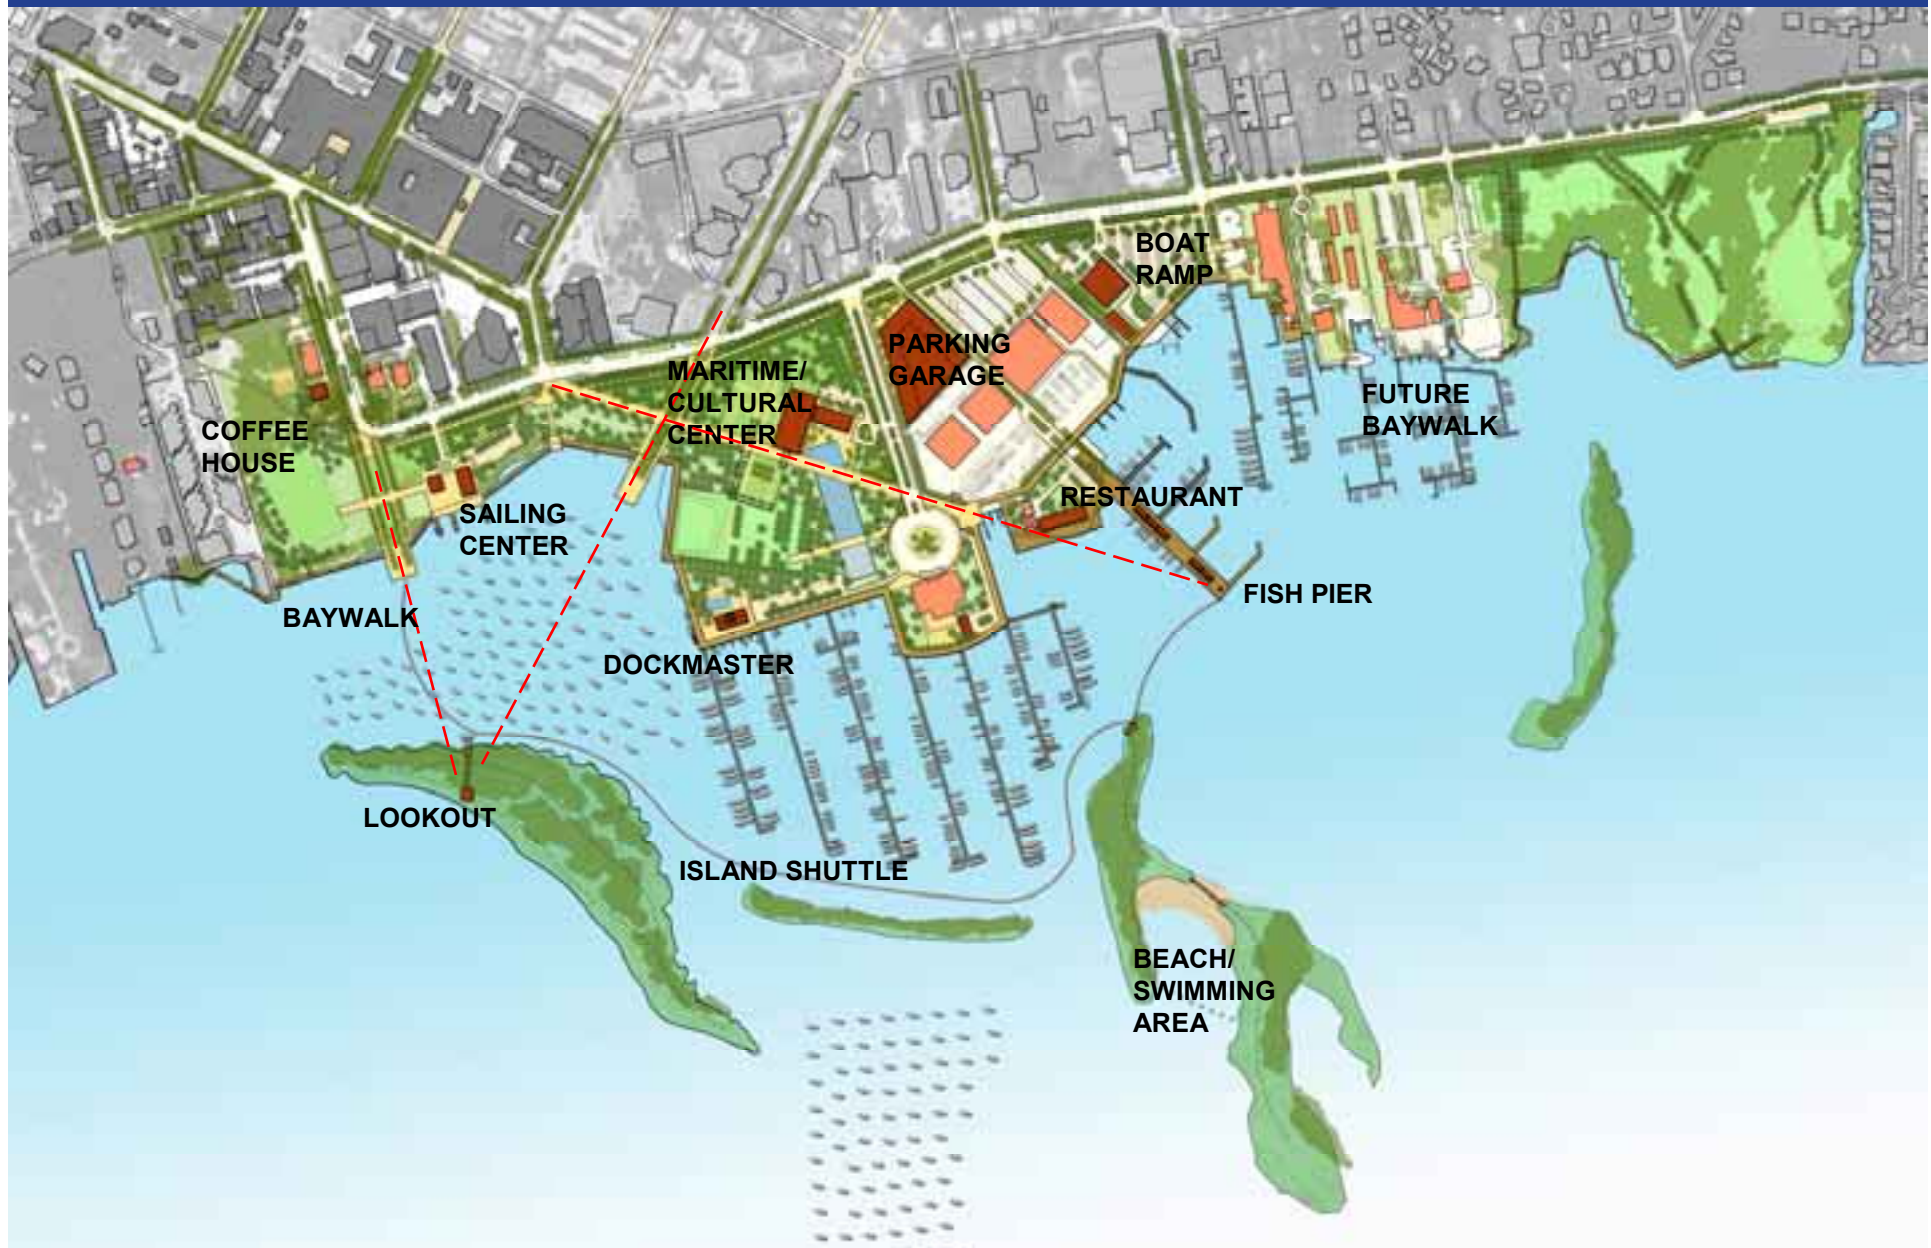 BOAT
RAMP
PARKING
GARAGE
MARITIME/
CULTURAL
CENTER
FUTURE
BAYWALK
COFFEE
HOUSE
RESTAURANT
SAILING
CENTER
FISH PIER
BAYWALK
DOCKMASTER
LOOKOUT
ISLAND SHUTTLE
BEACH/
SWIMMING
AREA